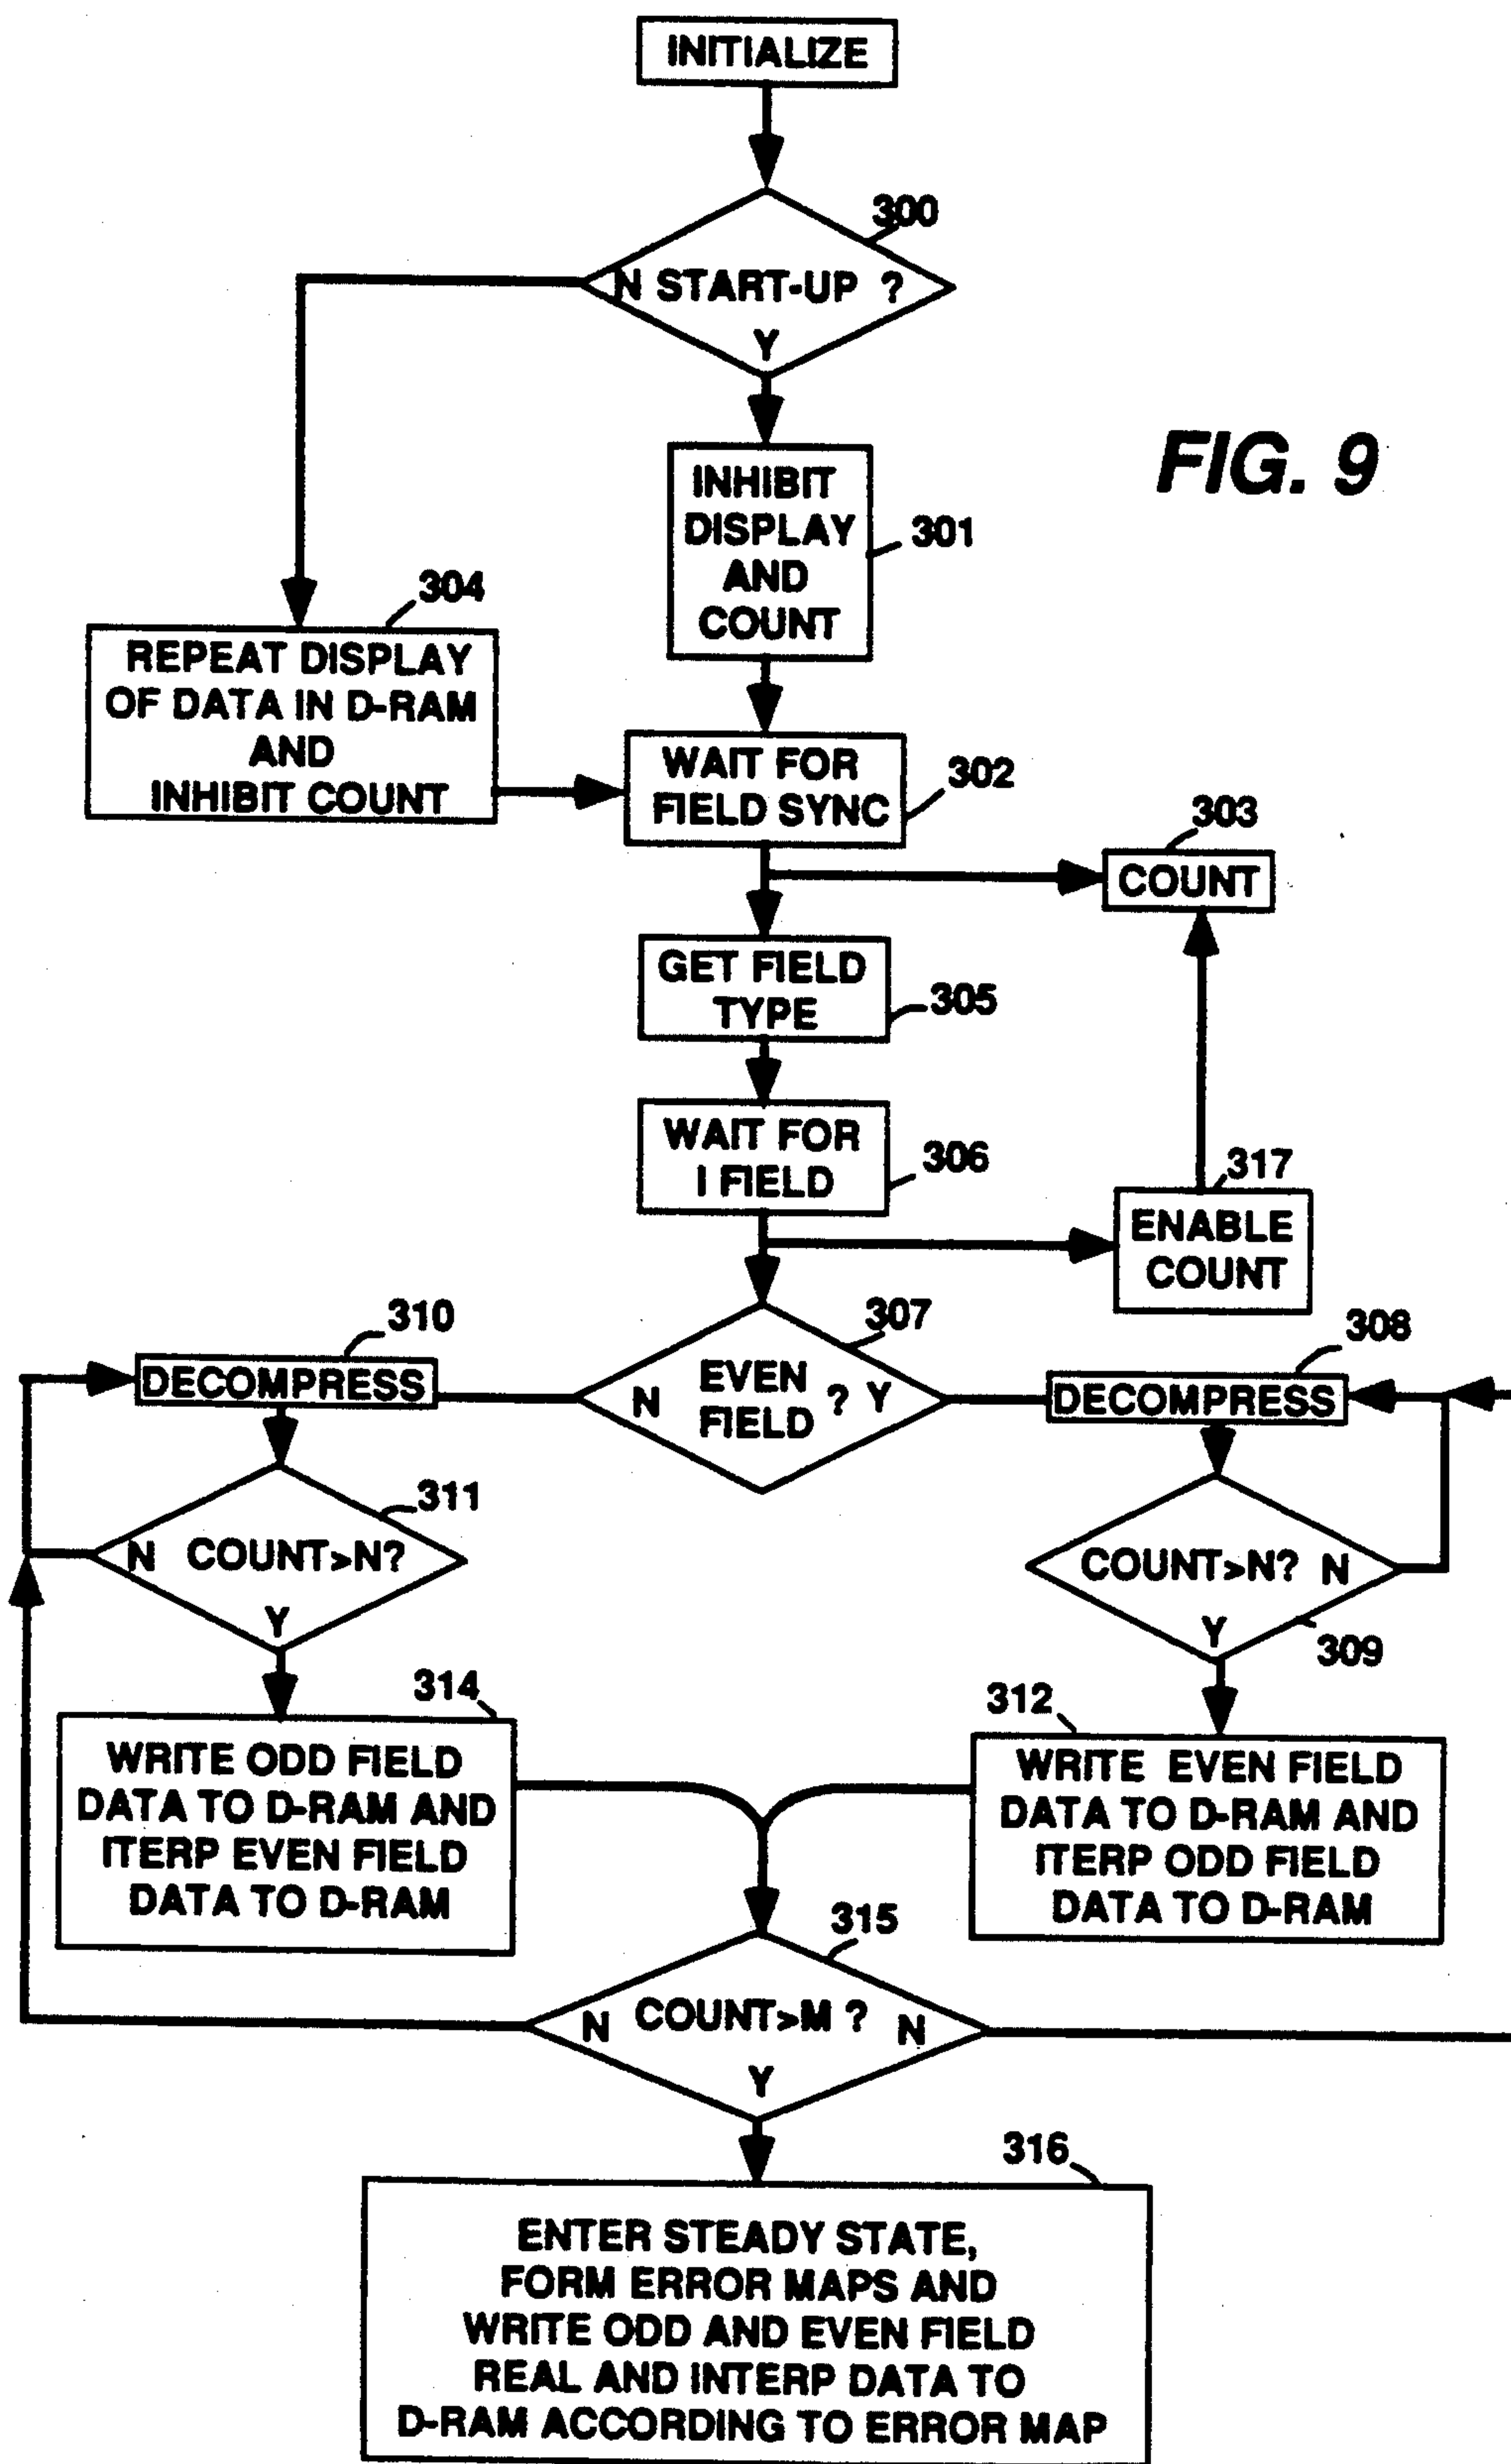 INITIALIZE
300
N START-UP ?
Y
FIG. 9
INHIBIT
DISPLAY
AND
COUNT
301
304
REPEAT DISPLAY
OF DATA IN D-RAM
AND
INHIBIT COUNT
WAIT FOR
FIELD SYNC
302
303
COUNT
GET FIELD
TYPE
305
WAIT FOR
I FIELD
306
317
ENABLE
COUNT
310
DECOMPRESS
307
N EVEN ? Y
FIELD
308
DECOMPRESS
311
N COUNT>N?
Y
COUNT>N? N
Y
309
314
WRITE ODD FIELD
DATA TO D-RAM AND
ITERP EVEN FIELD
DATA TO D-RAM
312
WRITE EVEN FIELD
DATA TO D-RAM AND
ITERP ODD FIELD
DATA TO D-RAM
315
N COUNT>M ? N
Y
316
ENTER STEADY STATE,
FORM ERROR MAPS AND
WRITE ODD AND EVEN FIELD
REAL AND INTERP DATA TO
D-RAM ACCORDING TO ERROR MAP